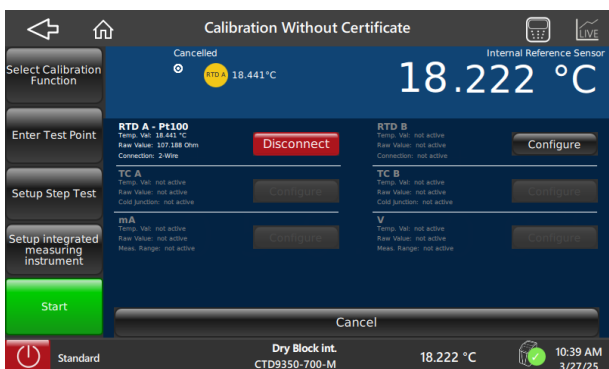 Calibration Without Certificate
LIVE
Select Calibration
Function
Enter Test Point
Setup Step Test
Setup integrated
measuring
instrument
Start
Cancelled
RTD A 18.441°C
Internal Reference Sensor
18.222 °C
RTD A - Pt100
Temp. Val: 18.441 °C
Raw Value: 107.188 Ohm
Connection: 2-Wire
Disconnect
RTD B
Temp. Val: not active
Raw Value: not active
Connection: not active
Configure
TC A
Temp. Val: not active
Raw Value: not active
Cold Junction: not active
Configure
TC B
Temp. Val: not active
Raw Value: not active
Cold Junction: not active
Configure
mA
Temp. Val: not active
Raw Value: not active
Meas. Range: not active
Configure
V
Temp. Val: not active
Raw Value: not active
Meas. Range: not active
Configure
Cancel
Standard
Dry Block int.
CTD9350-700-M
18.222 °C
10:39 AM
3/27/25